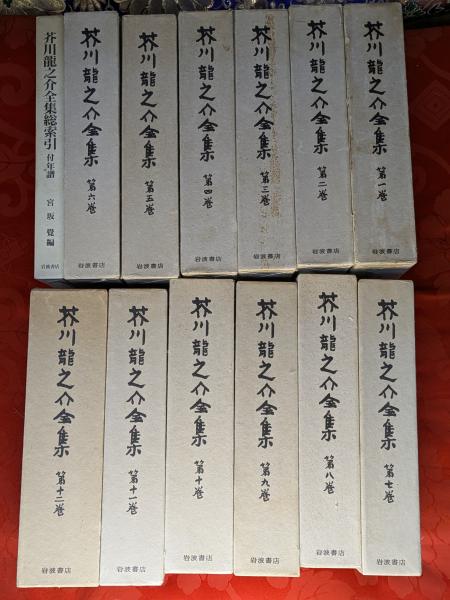 芥川龍之介全集 第一巻
岩波書店
芥川龍之介全集 第二巻
岩波書店
芥川龍之介全集 第三巻
岩波書店
芥川龍之介全集 第四巻
岩波書店
芥川龍之介全集 第五巻
岩波書店
芥川龍之介全集 第六巻
岩波書店
芥川龍之介全集総索引 付年譜 宮坂覺編
岩波書店
芥川龍之介全集 第七巻
岩波書店
芥川龍之介全集 第八巻
岩波書店
芥川龍之介全集 第九巻
岩波書店
芥川龍之介全集 第十巻
岩波書店
芥川龍之介全集 第十一巻
岩波書店
芥川龍之介全集 第十二巻
岩波書店